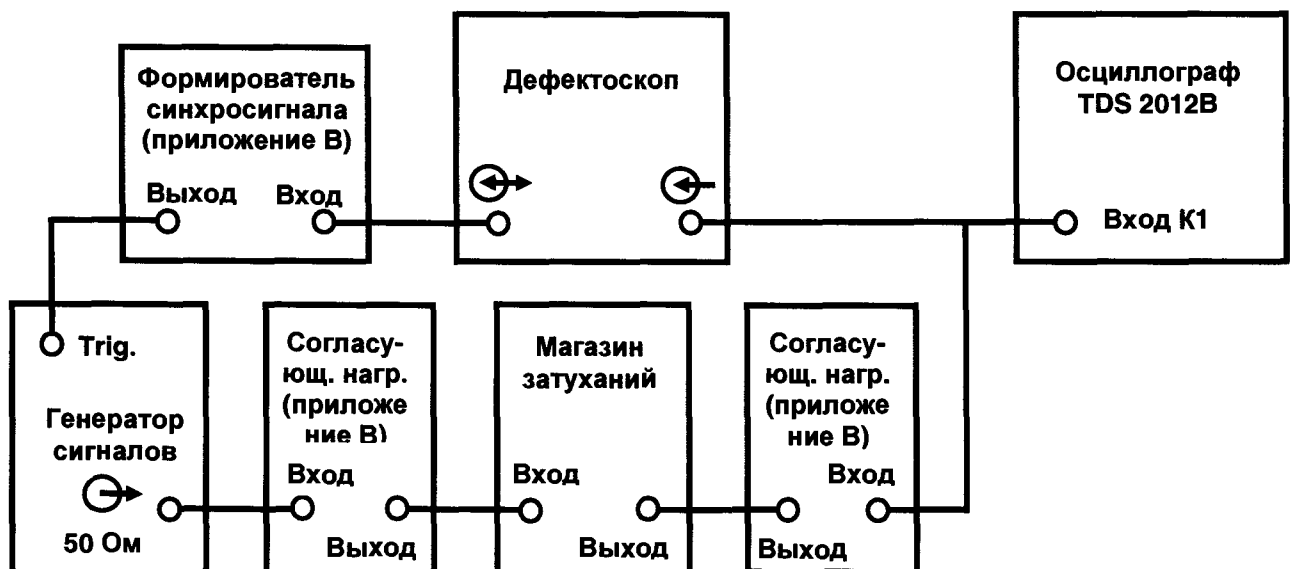 Формирователь
синхросигнала
(приложение В)
Выход
Вход
Дефектоскоп
Осциллограф
TDS 2012В
Вход К1
Trig.
Генератор
сигналов
50 Ом
Согласу-
ющ. нагр.
(приложе
ние В)
Вход
Выход
Магазин
затуханий
Вход
Выход
Согласу-
ющ. нагр.
(приложе
ние В)
Вход
Выход